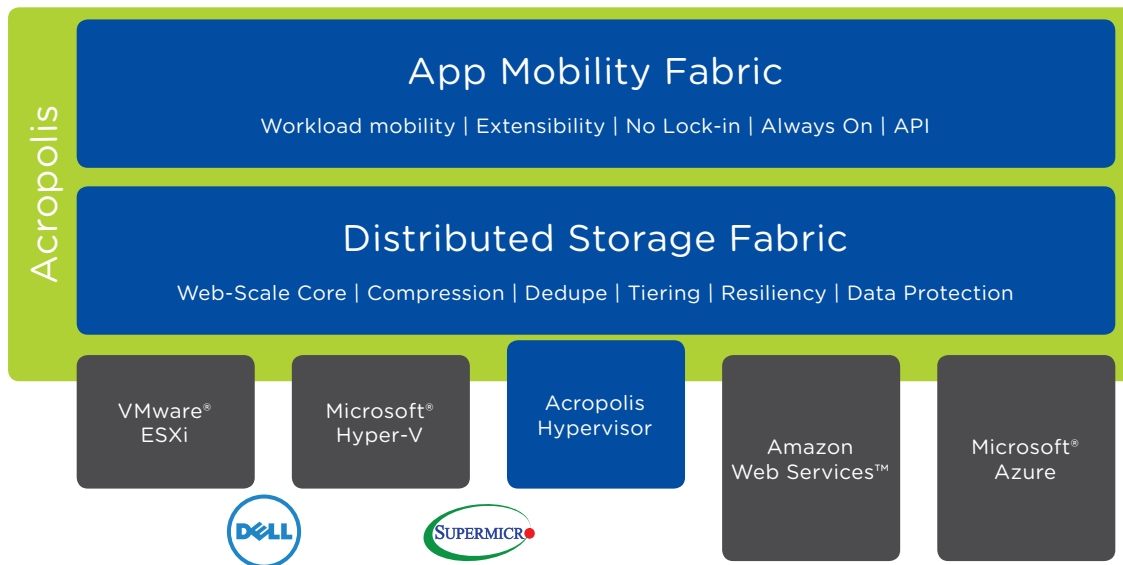 Acropolis
App Mobility Fabric
Workload mobility | Extensibility | No Lock-in | Always On | API
Distributed Storage Fabric
Web-Scale Core | Compression | Dedupe | Tiering | Resiliency | Data Protection
VMware®
ESXi
Microsoft®
Hyper-V
Acropolis
Hypervisor
Amazon
Web Services™
Microsoft®
Azure
DELL
SUPERMICRO